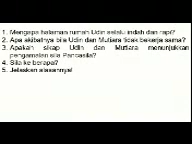 1. Mengapa halaman rumah Udin selalu indah dan rapi?
2. Apa akibatnya bila Udin dan Mutiara tidak bekerja sama?
3. Apakah sikap Udin dan Mutiara menunjukkan
pengamalan sila Pancasila?
4. Sila ke berapa?
5. Jelaskan alasannya!